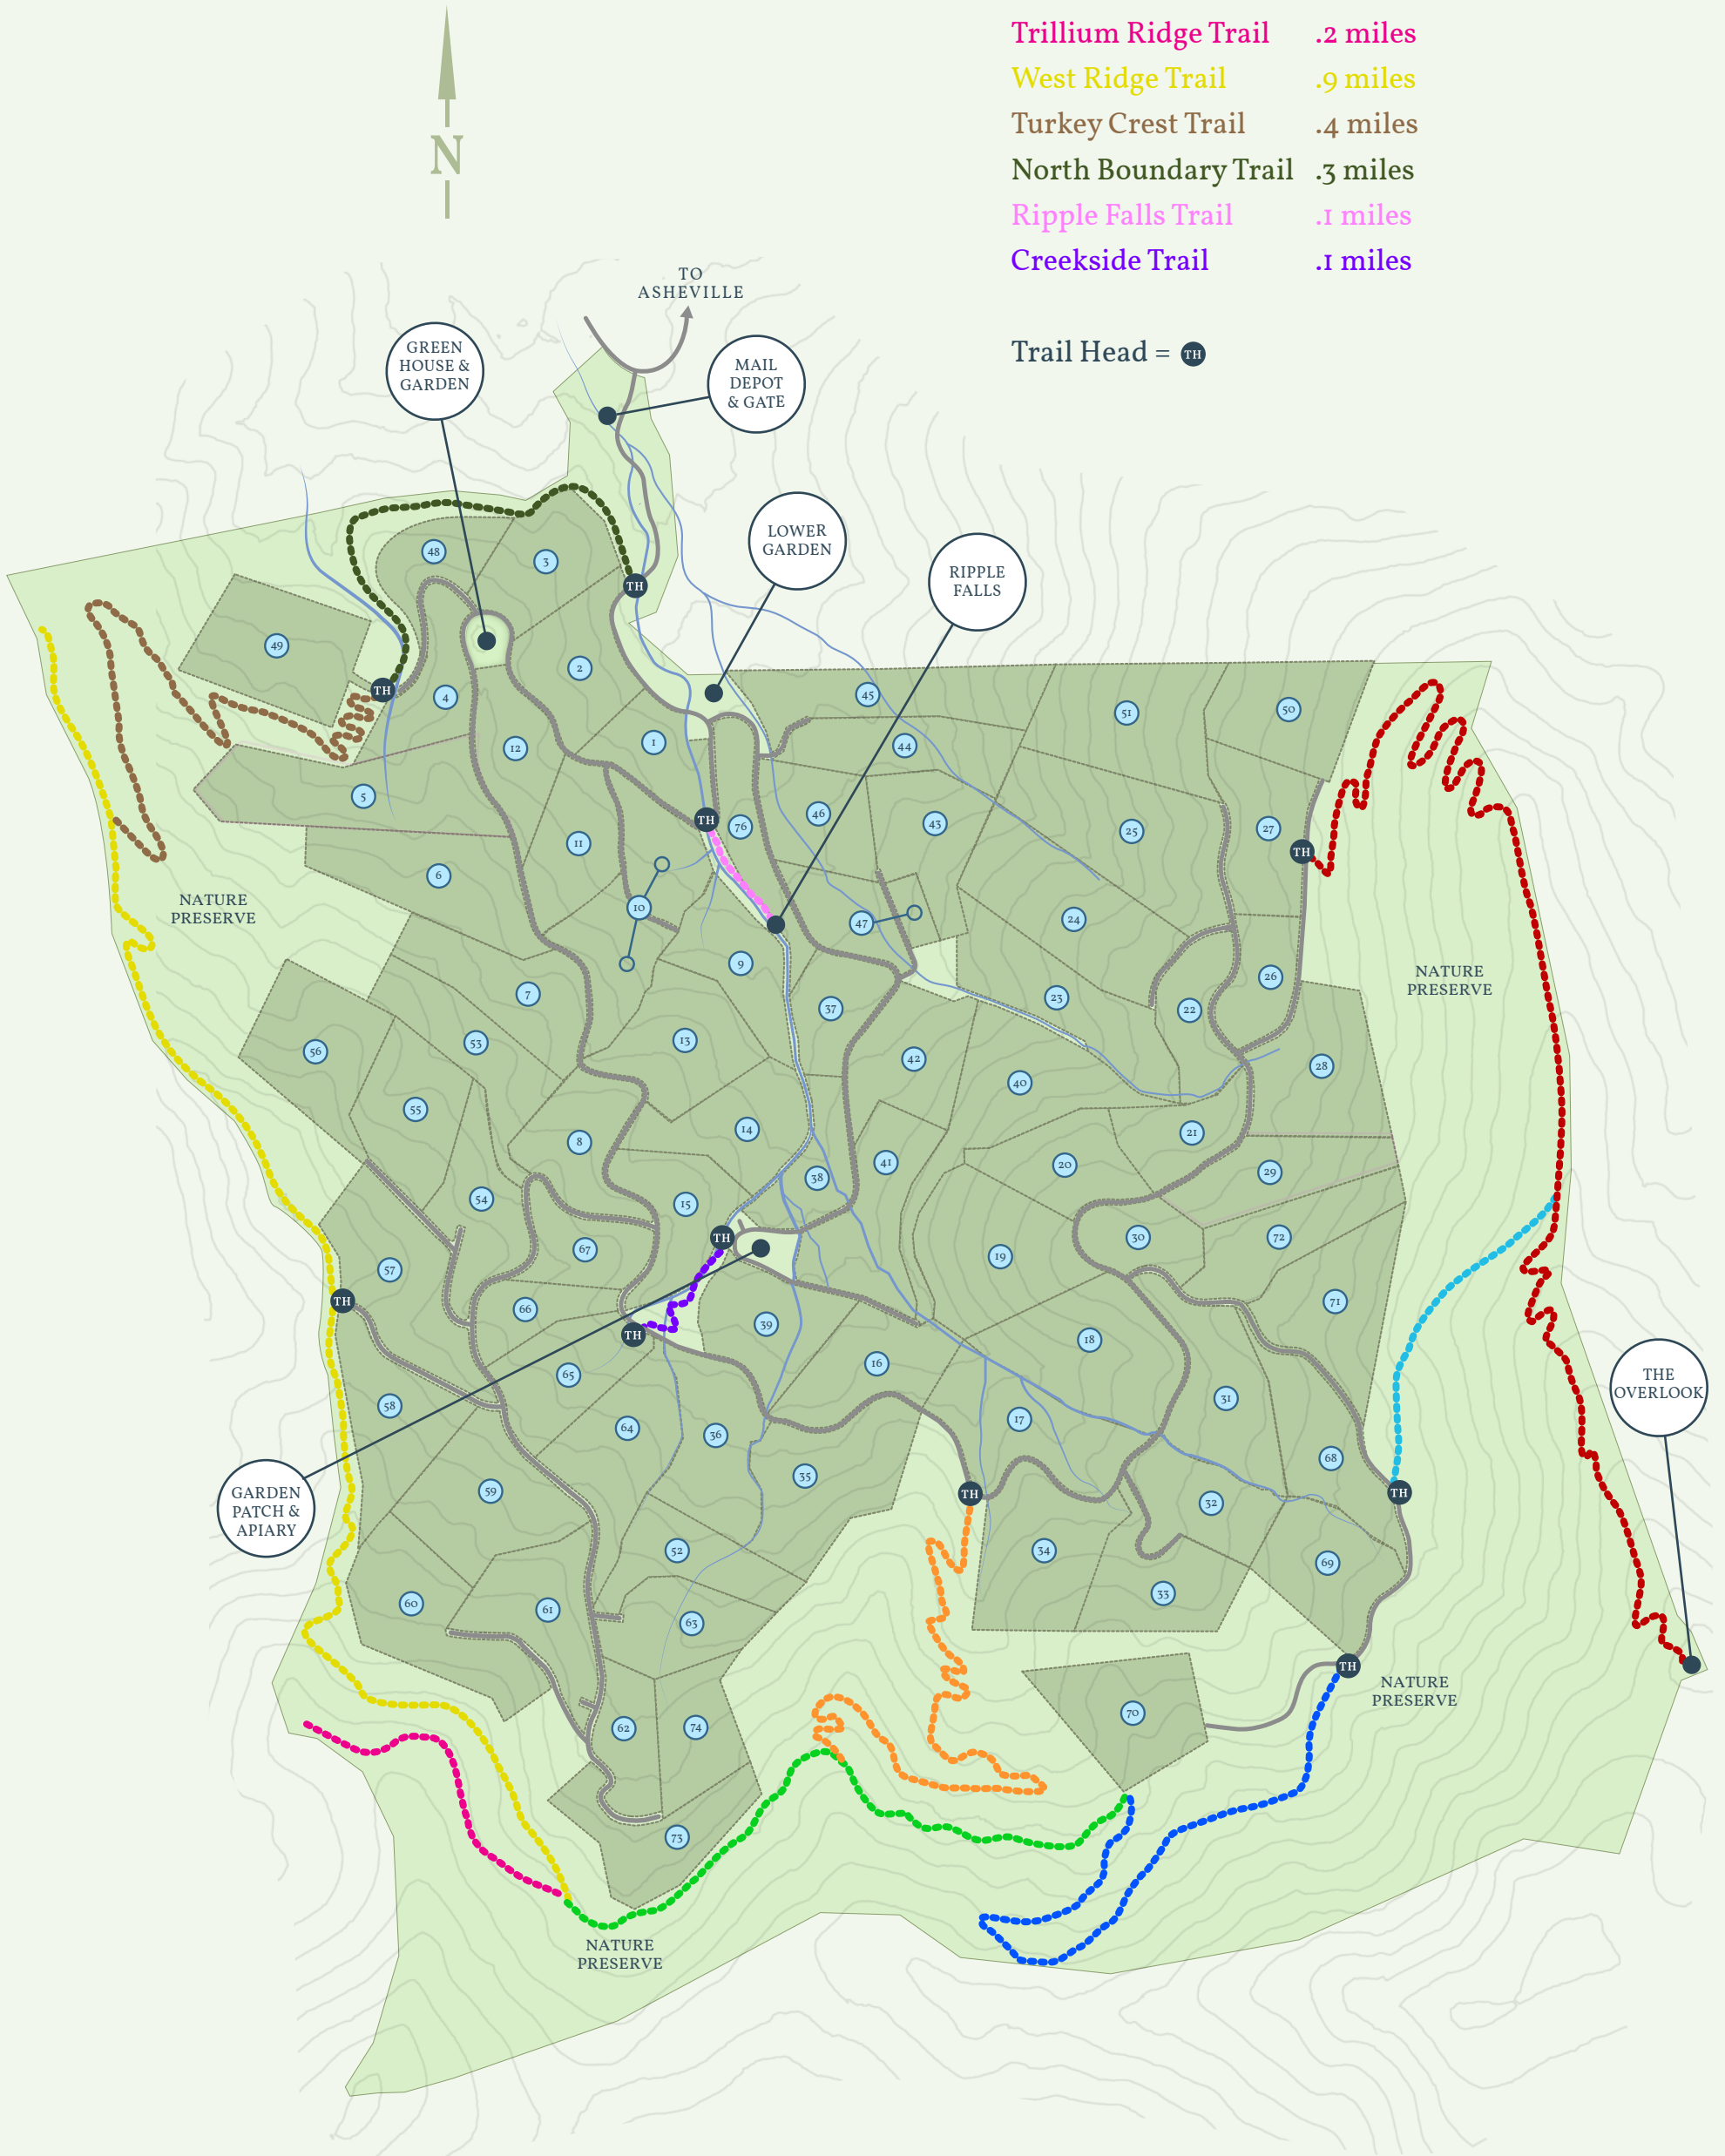 Trillium Ridge Trail .2 miles
West Ridge Trail .9 miles
Turkey Crest Trail .4 miles
North Boundary Trail .3 miles
Ripple Falls Trail .1 miles
Creekside Trail .1 miles
Trail Head = TH
N
TO
ASHEVILLE
GREEN
HOUSE &
GARDEN
MAIL
DEPOT
& GATE
LOWER
GARDEN
RIPPLE
FALLS
48
3
TH
49
TH
4
2
12
1
45
44
51
50
5
11
TH
76
46
43
25
27
TH
6
10
47
24
NATURE
PRESERVE
9
7
37
23
22
26
NATURE
PRESERVE
56
53
13
42
40
28
55
8
14
41
20
21
29
54
15
38
67
TH
19
30
72
57
TH
66
TH
39
18
71
65
16
58
64
36
17
31
THE
OVERLOOK
59
35
TH
32
68
TH
GARDEN
PATCH &
APIARY
52
34
69
60
61
63
33
TH
NATURE
PRESERVE
62
74
70
73
NATURE
PRESERVE